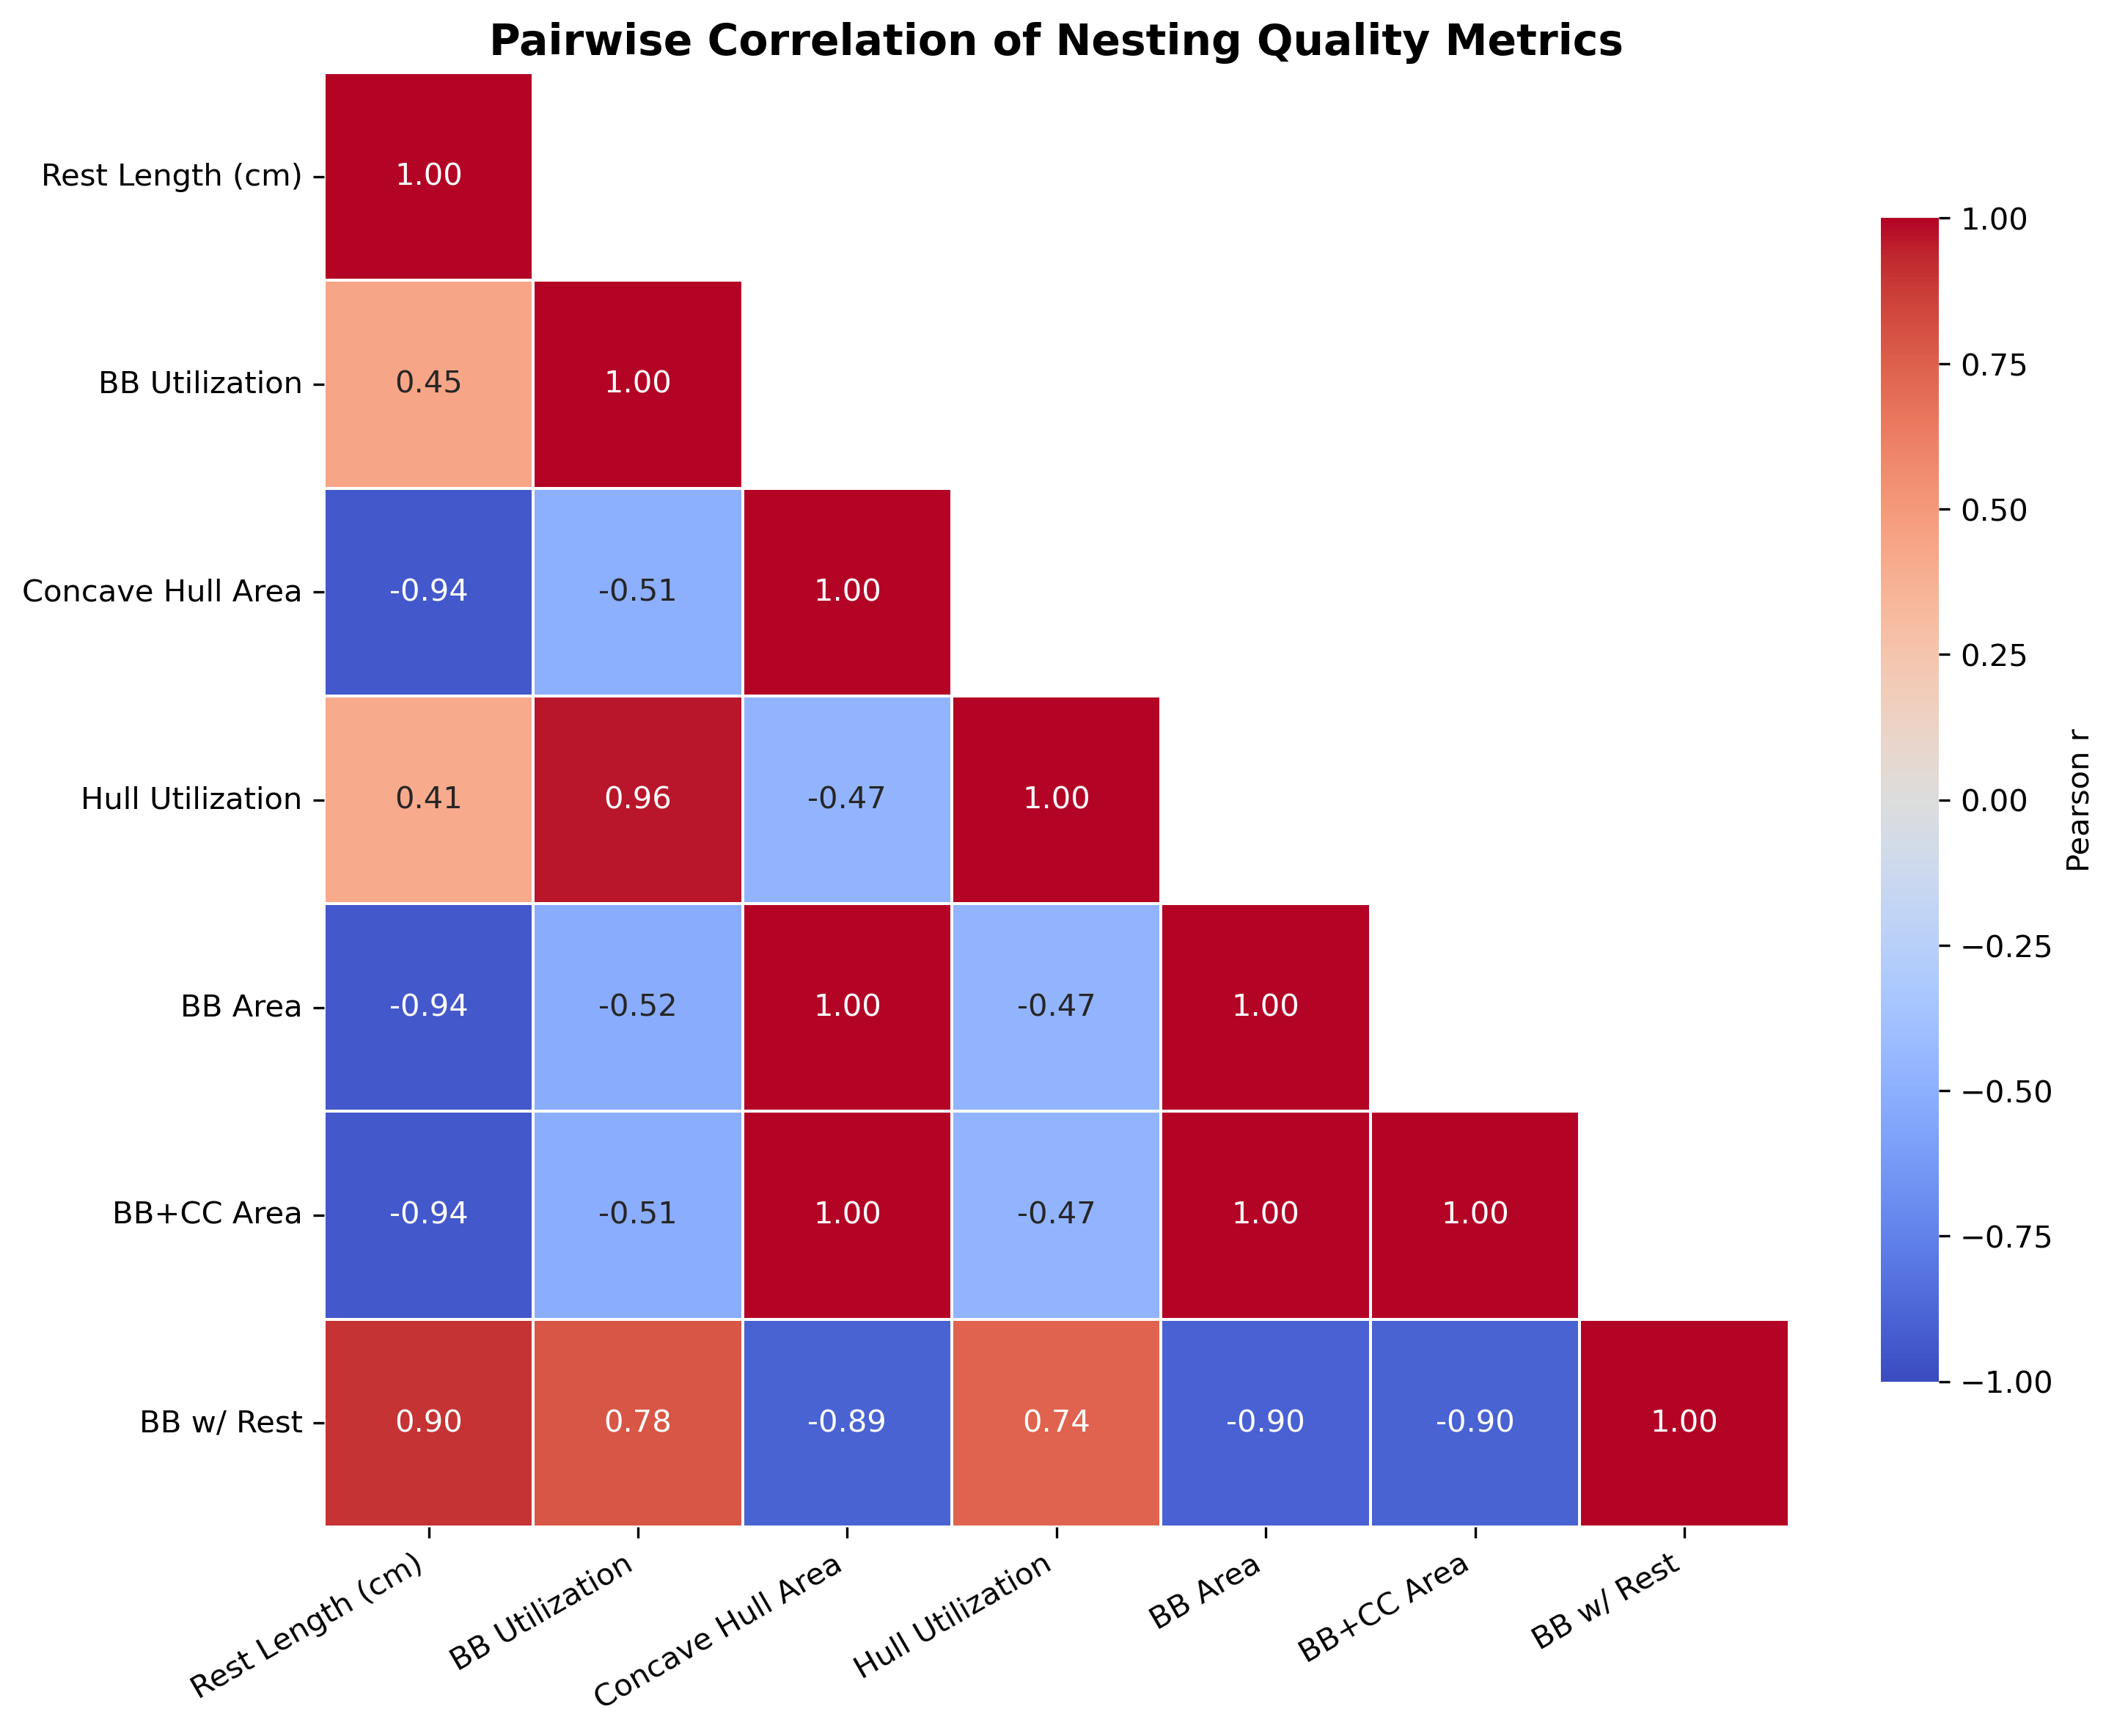 Pairwise Correlation of Nesting Quality Metrics
Rest Length (cm)
1.00
BB Utilization
0.45 1.00
Concave Hull Area
-0.94 -0.51 1.00
Hull Utilization
0.41 0.96 -0.47 1.00
BB Area
-0.94 -0.52 1.00 -0.47 1.00
BB+CC Area
-0.94 -0.51 1.00 -0.47 1.00 1.00
BB w/ Rest
0.90 0.78 -0.89 0.74 -0.90 -0.90 1.00
Rest Length (cm)
BB Utilization
Concave Hull Area
Hull Utilization
BB Area
BB+CC Area
BB w/ Rest
1.00
0.75
0.50
0.25
0.00
−0.25
−0.50
−0.75
−1.00
Pearson r